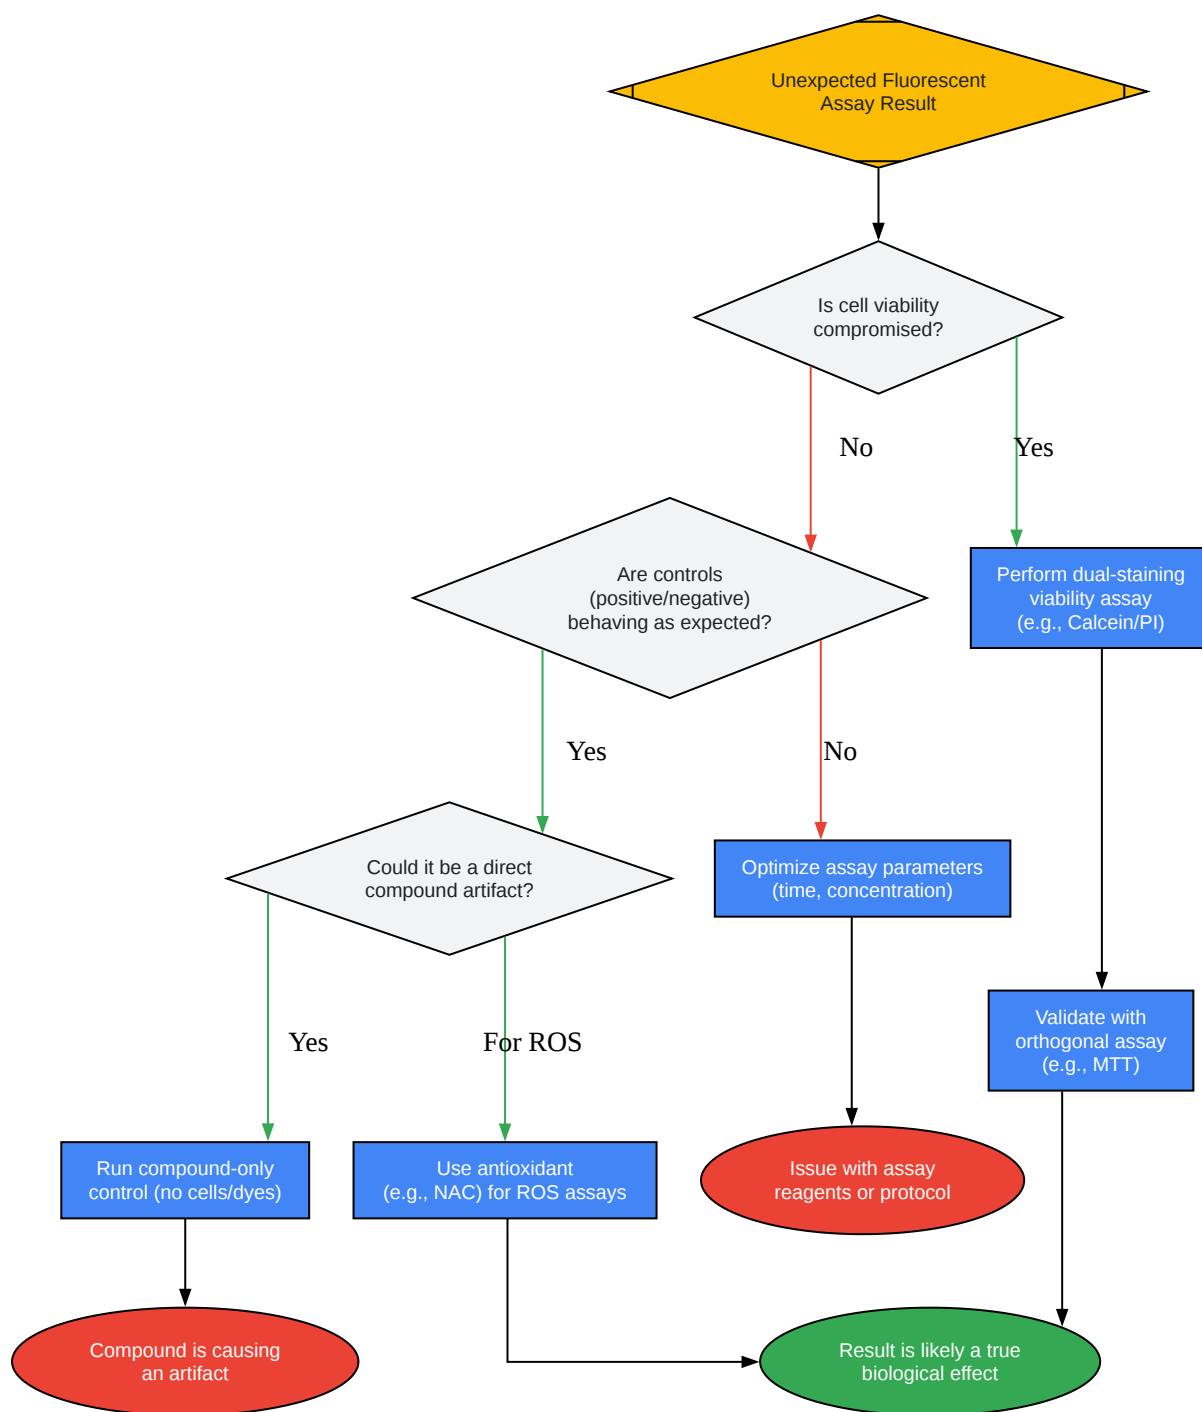 Unexpected Fluorescent
Assay Result
Is cell viability
compromised?
No
Yes
Are controls
(positive/negative)
behaving as expected?
Perform dual-staining
viability assay
(e.g., Calcein/PI)
Yes
No
Could it be a direct
compound artifact?
Optimize assay parameters
(time, concentration)
Yes
For ROS
Validate with
orthogonal assay
(e.g., MTT)
Run compound-only
control (no cells/dyes)
Use antioxidant
(e.g., NAC) for ROS assays
Issue with assay
reagents or protocol
Compound is causing
an artifact
Result is likely a true
biological effect